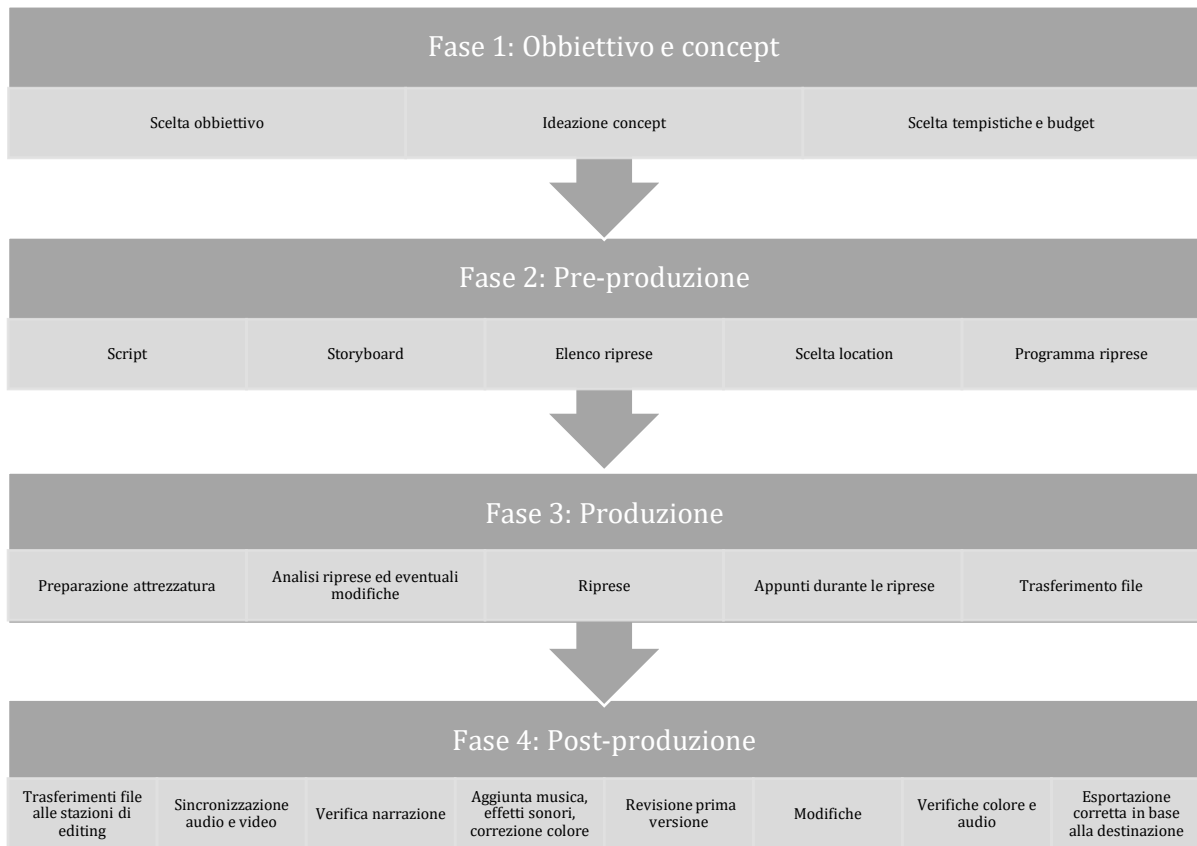 Fase 1: Obbiettivo e concept
Scelta obbiettivo
Ideazione concept
Scelta tempistiche e budget
Fase 2: Pre-produzione
Script
Storyboard
Elenco riprese
Scelta location
Programma riprese
Fase 3: Produzione
Preparazione attrezzatura
Analisi riprese ed eventuali
modifiche
Riprese
Appunti durante le riprese
Trasferimento file
Fase 4: Post-produzione
Trasferimenti file
alle stazioni di
editing
Sincronizzazione
audio e video
Verifica narrazione
Aggiunta musica,
effetti sonori,
correzione colore
Revisione prima
versione
Modifiche
Verifiche colore e
audio
Esportazione
corretta in base
alla destinazione